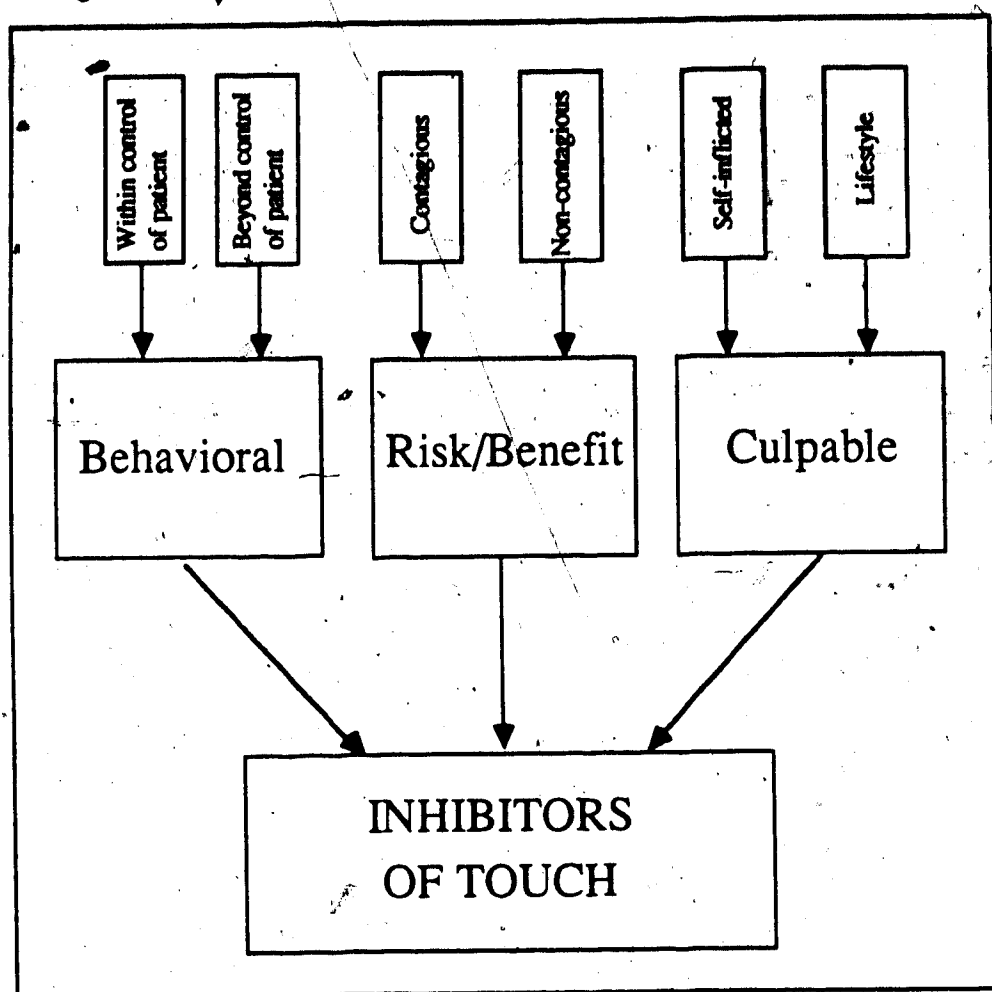 Within control
of patient
Beyond control
of patient
Contagious
Non-contagious
Self-inflicted
Lifestyle
Behavioral
Risk/Benefit
Culpable
INHIBITORS
OF TOUCH